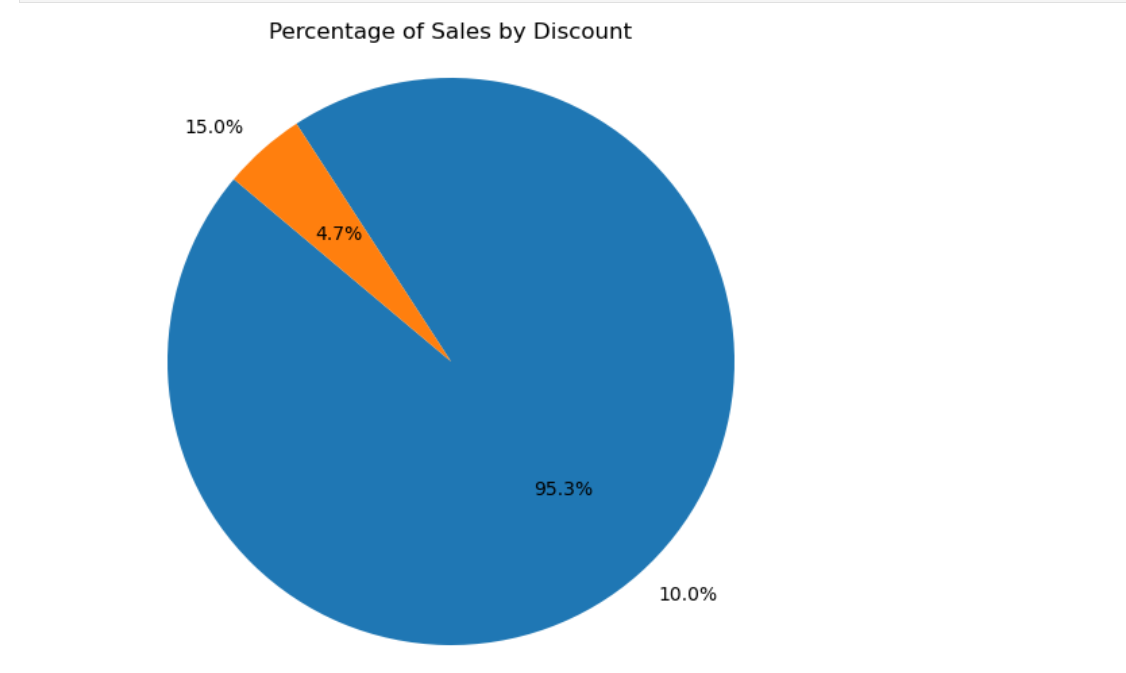 Percentage of Sales by Discount
15.0%
4.7%
95.3%
10.0%